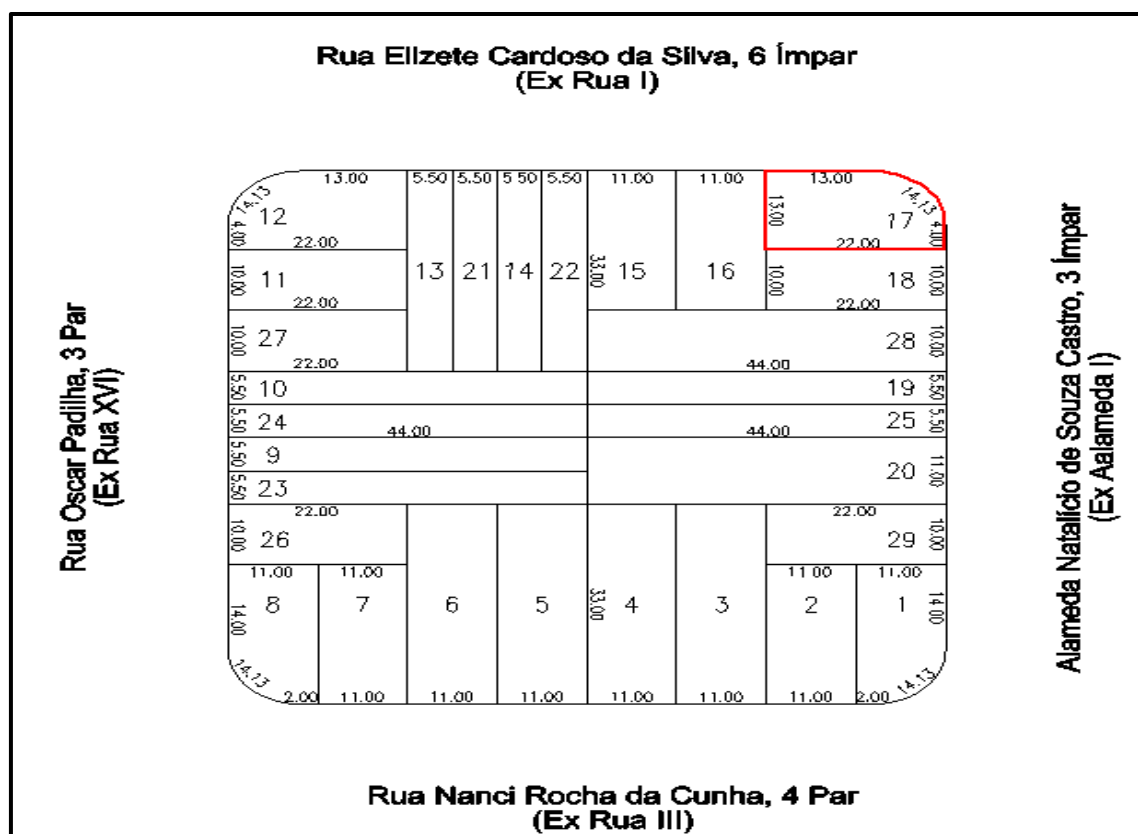 Rua Elizete Cardoso da Silva, 6 Ímpar
(Ex Rua I)
13.00 5.50 5.50 5 50 5.50 11.00 11.00 13.00
14.13 12 4.00 22.00
13.00 14.13 17 4.00 22.00
10.00 11 22.00
13 21 14 22 33.00 15 16
10.00 18 10.00 22.00
10.00 27 22.00
28 10.00 44.00
5.50 10
19 5.50
5.50 24 44.00
44.00 25 5.50
5.50 9
20 11.00
5.50 23
22.00 22.00
10.00 26
29 10.00
11.00 11.00 11 00 11.00
14.00 8 7 6 5 33.00 4 3 2 1 14.00
14.13 2.00 11.00 11.00 11.00 11.00 11.00 11.00 2.00 14.13
Rua Oscar Padilha, 3 Par
(Ex Rua XVI)
Alameda Natalício de Souza Castro, 3 Ímpar
(Ex Aalameda I)
Rua Nanci Rocha da Cunha, 4 Par
(Ex Rua III)